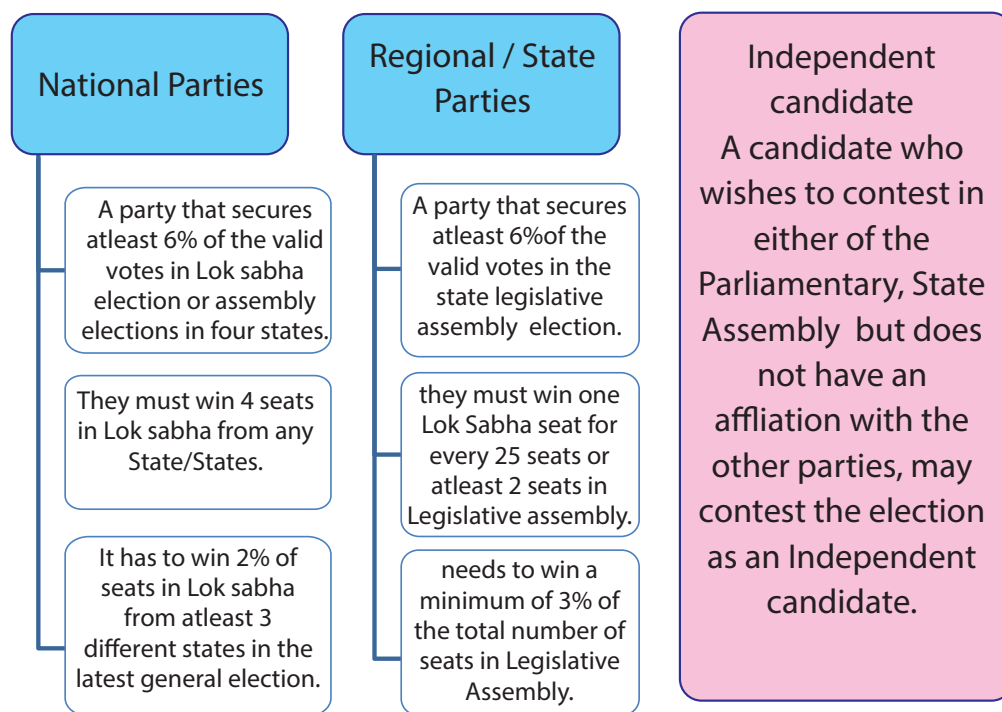 National Parties
A party that secures
atleast 6% of the valid
votes in Lok sabha
election or assembly
elections in four states.
They must win 4 seats
in Lok sabha from any
State/States.
It has to win 2% of
seats in Lok sabha
from atleast 3
different states in the
latest general election.
Regional / State
Parties
A party that secures
atleast 6%of the
valid votes in the
state legislative
assembly election.
they must win one
Lok Sabha seat for
every 25 seats or
atleast 2 seats in
Legislative assembly.
needs to win a
minimum of 3% of
the total number of
seats in Legislative
Assembly.
Independent
candidate
A candidate who
wishes to contest in
either of the
Parliamentary, State
Assembly but does
not have an
affliation with the
other parties, may
contest the election
as an Independent
candidate.